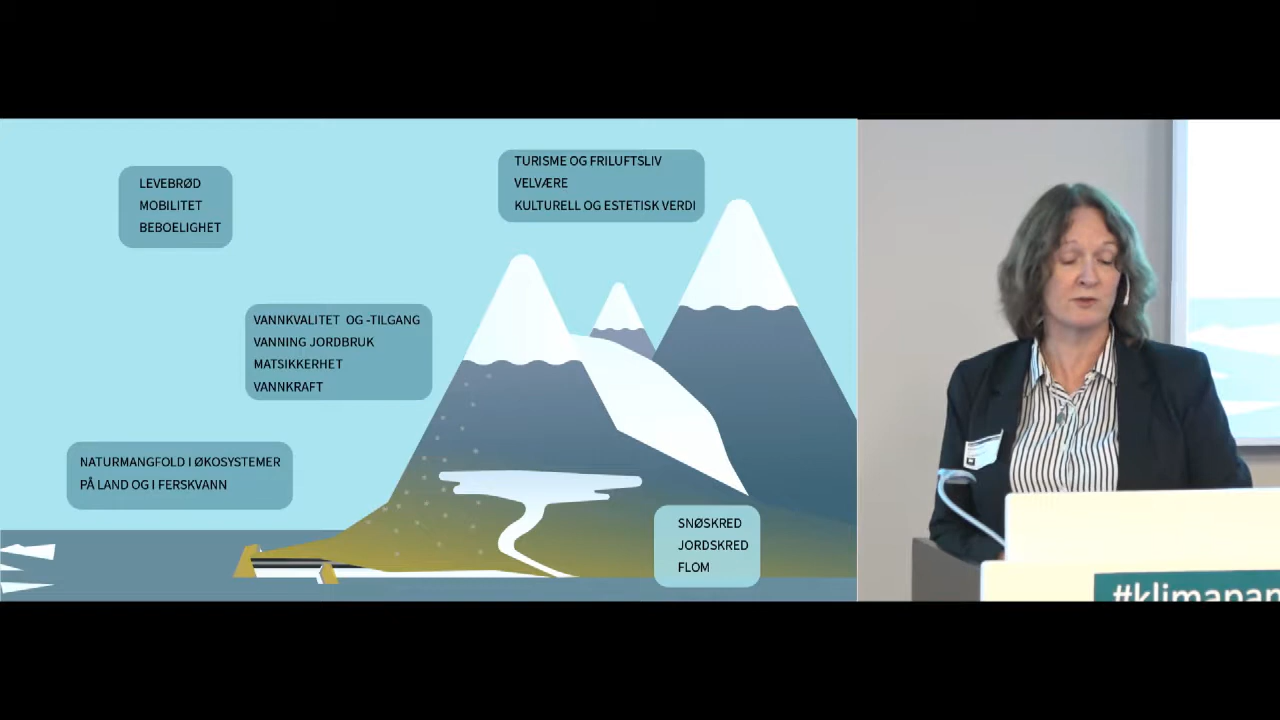 LEVEBRØD
MOBILITET
BEBOELIGHET
TURISME OG FRILUFTSLIV
VELVÆRE
KULTURELL OG ESTETISK VERDI
VANNKVALITET OG -TILGANG
VANNING JORDBRUK
MATSIKKERHET
VANNKRAFT
NATURMANGFOLD I ØKOSYSTEMER
PÅ LAND OG I FERSKVANN
SNØSKRED
JORDSKRED
FLOM
#klimapan